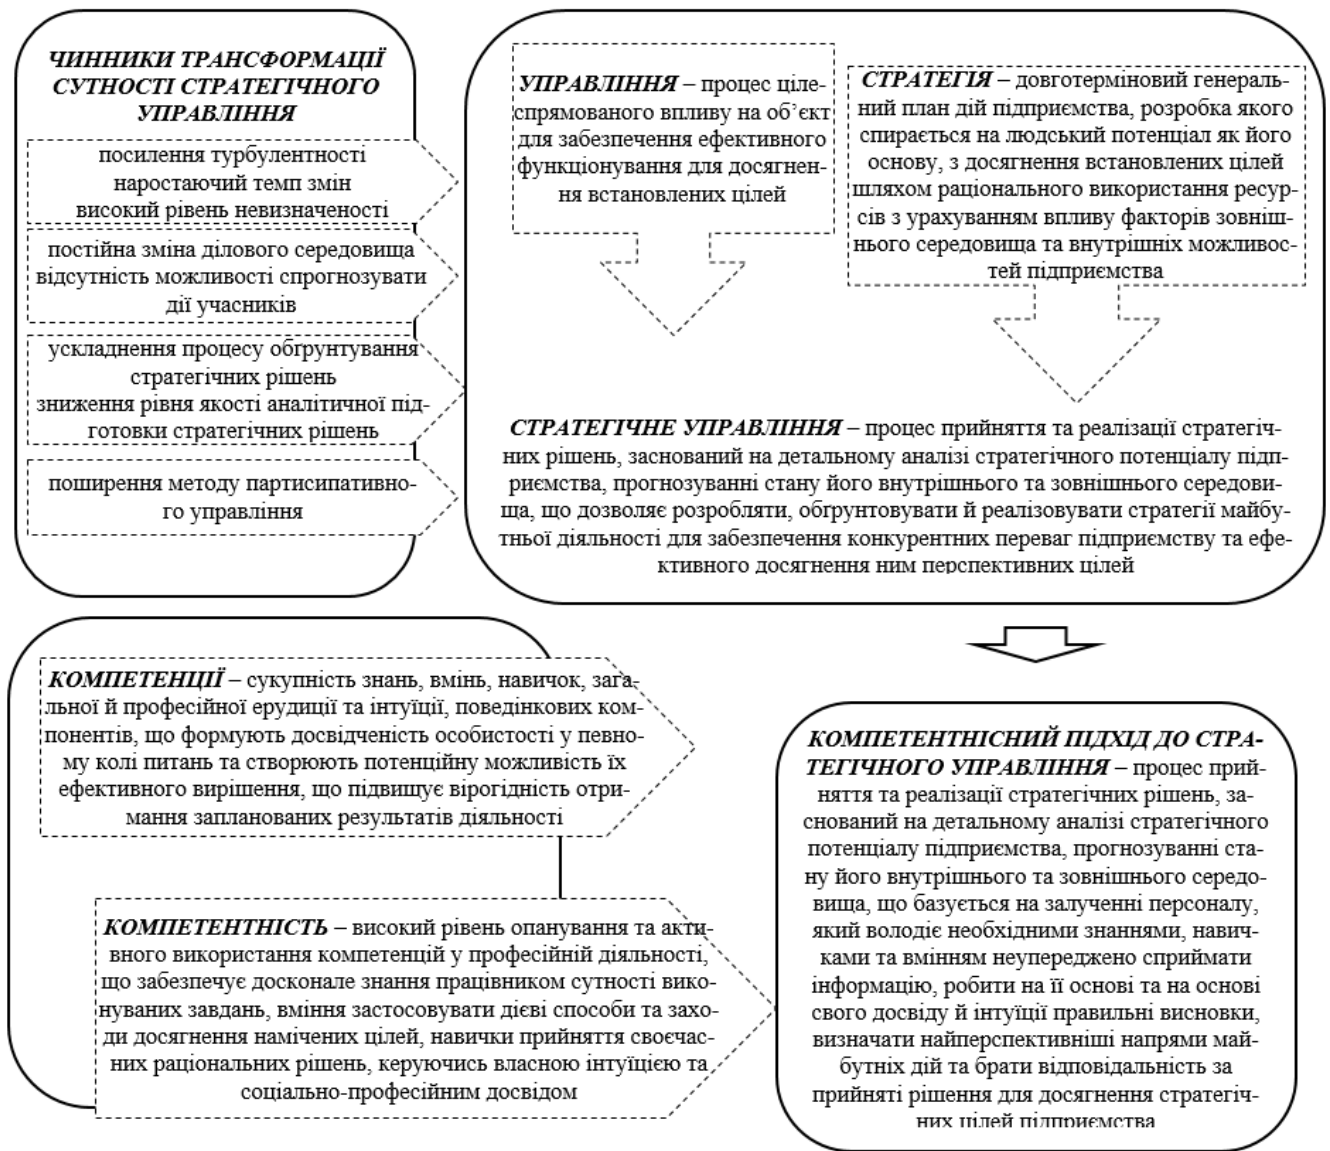 ЧИННИКИ ТРАНСФОРМАЦІЇ
СУТНОСТІ СТРАТЕГІЧНОГО
УПРАВЛІННЯ
посилення турбулентності
наростаючий темп змін
високий рівень невизначеності
постійна зміна ділового середовища
відсутність можливості спрогнозувати
дії учасників
ускладнення процесу обґрунтування
стратегічних рішень
зниження рівня якості аналітичної під-
готовки стратегічних рішень
поширення методу партисипативно-
го управління
УПРАВЛІННЯ – процес ціле-
спрямованого впливу на об’єкт
для забезпечення ефективного
функціонування для досягнен-
ня встановлених цілей
СТРАТЕГІЯ – довготерміновий генераль-
ний план дій підприємства, розробка якого
спирається на людський потенціал як його
основу, з досягнення встановлених цілей
шляхом раціонального використання ресур-
сів з урахуванням впливу факторів зовніш-
нього середовища та внутрішніх можливос-
тей підприємства
СТРАТЕГІЧНЕ УПРАВЛІННЯ – процес прийняття та реалізації стратегіч-
них рішень, заснований на детальному аналізі стратегічного потенціалу підп-
риємства, прогнозуванні стану його внутрішнього та зовнішнього середови-
ща, що дозволяє розробляти, обґрунтовувати й реалізовувати стратегії майбу-
тньої діяльності для забезпечення конкурентних переваг підприємству та ефе-
ктивного досягнення ним перспективних цілей
КОМПЕТЕНЦІЇ – сукупність знань, вмінь, навичок, зага-
льної й професійної ерудиції та інтуїції, поведінкових ком-
понентів, що формують досвідченість особистості у певно-
му колі питань та створюють потенційну можливість їх
ефективного вирішення, що підвищує вірогідність отри-
мання запланованих результатів діяльності
КОМПЕТЕНТНІСТЬ – високий рівень опанування та акти-
вного використання компетенцій у професійній діяльності,
що забезпечує досконале знання працівником сутності вико-
нуваних завдань, вміння застосовувати дієві способи та захо-
ди досягнення намічених цілей, навички прийняття своєчас-
них раціональних рішень, керуючись власною інтуїцією та
соціально-професійним досвідом
КОМПЕТЕНТНІСНИЙ ПІДХІД ДО СТРА-
ТЕГІЧНОГО УПРАВЛІННЯ – процес прий-
няття та реалізації стратегічних рішень, за-
снований на детальному аналізі стратегічного
потенціалу підприємства, прогнозуванні ста-
ну його внутрішнього та зовнішнього середо-
вища, що базується на залученні персоналу,
який володіє необхідними знаннями, навич-
ками та вмінням неупереджено сприймати
інформацію, робити на її основі та на основі
свого досвіду й інтуїції правильні висновки,
визначати найперспективніші напрями май-
бутніх дій та брати відповідальність за
прийняті рішення для досягнення стратегіч-
них цілей підприємства